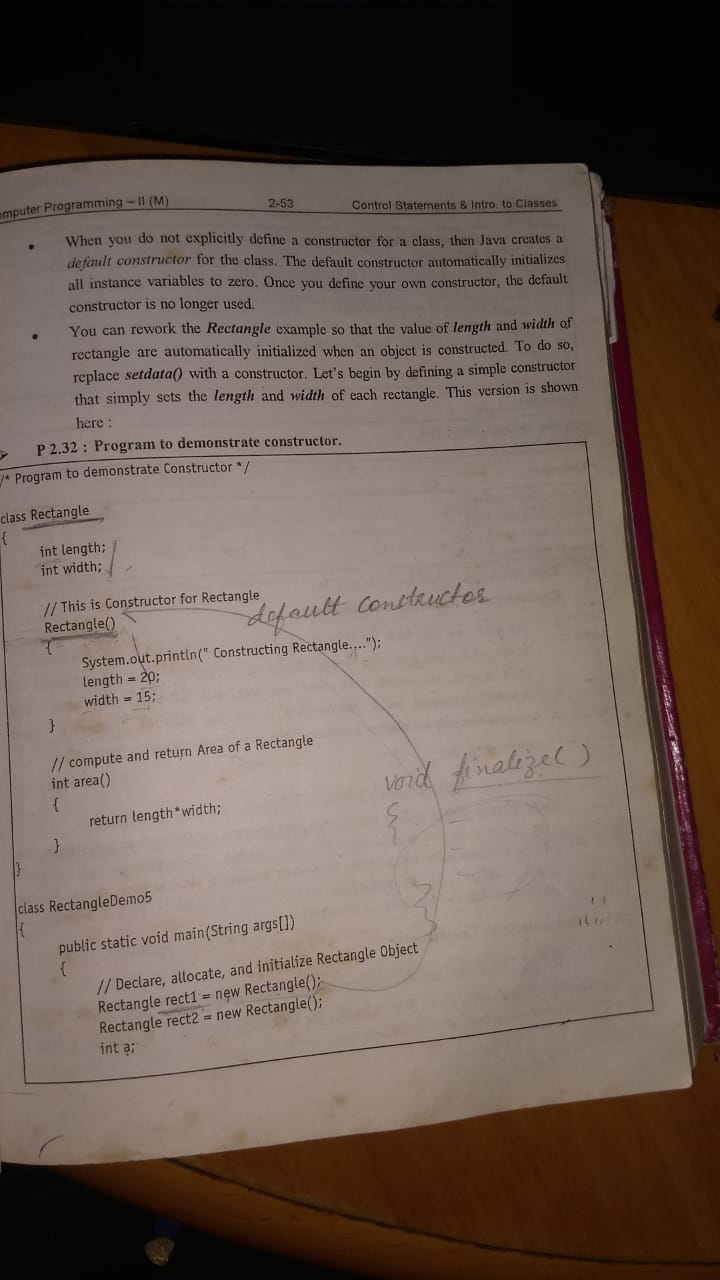 Computer Programming – II (M) 2-53 Control Statements & Intro. to Classes
• When you do not explicitly define a constructor for a class, then Java creates a
default constructor for the class. The default constructor automatically initializes
all instance variables to zero. Once you define your own constructor, the default
constructor is no longer used.
• You can rework the Rectangle example so that the value of length and width of
rectangle are automatically initialized when an object is constructed. To do so,
replace setdata() with a constructor. Let's begin by defining a simple constructor
that simply sets the length and width of each rectangle. This version is shown
here :
P 2.32 : Program to demonstrate constructor.
/* Program to demonstrate Constructor */
class Rectangle
{
int length;
int width;
// This is Constructor for Rectangle
default constructor
Rectangle()
{
System.out.println(" Constructing Rectangle....");
length = 20;
width = 15;
}
// compute and return Area of a Rectangle
int area()
void finalize()
{
{
return length*width;
}
}
}
class RectangleDemo5
{
public static void main(String args[])
{
// Declare, allocate, and initialize Rectangle Object
Rectangle rect1 = new Rectangle();
Rectangle rect2 = new Rectangle();
int a;